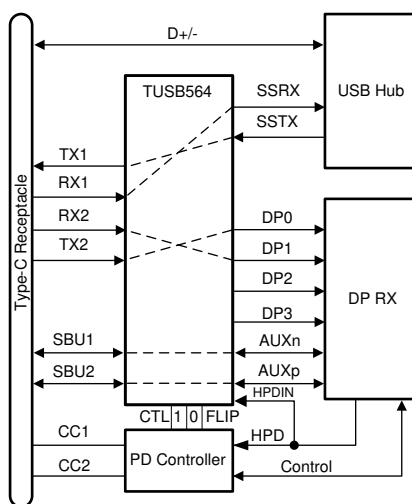 D+/-
TUSB564
USB Hub
SSRX
SSTX
TX1
RX1
RX2
TX2
DP0
DP1
DP2
DP3
DP RX
Type-C Receptacle
SBU1
AUXn
SBU2
AUXp
HPDIN
CTL 1 0 FLIP
CC1
HPD
PD Controller
CC2
Control